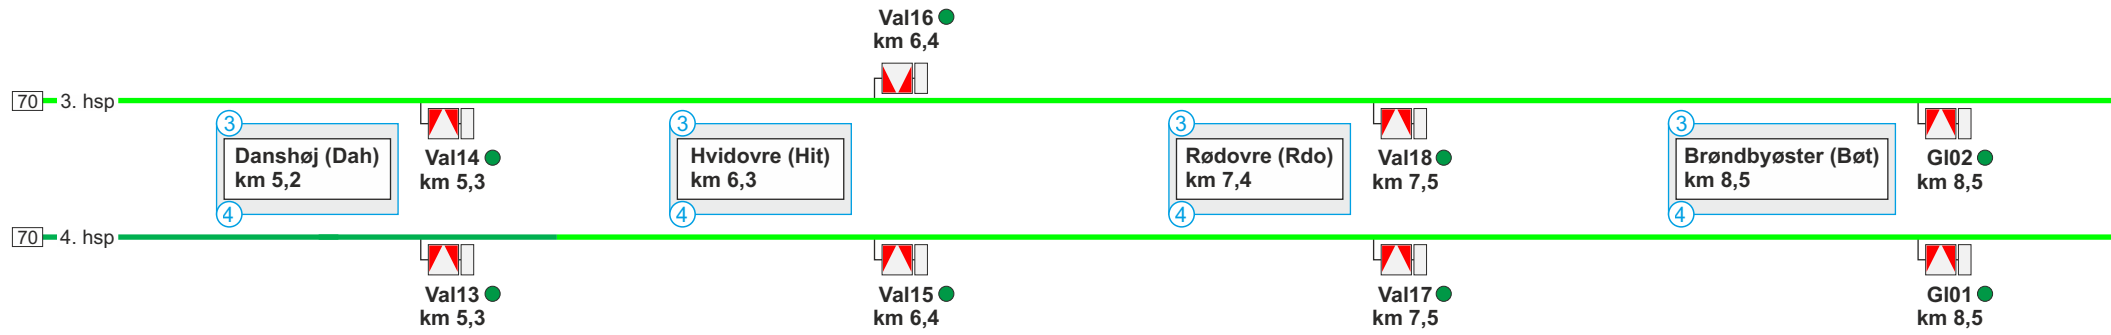 Val16
km 6,4
70 3. hsp
3 3 3 3
Danshøj (Dah)
km 5,2
Val14
km 5,3
Hvidovre (Hit)
km 6,3
Rødovre (Rdo)
km 7,4
Val18
km 7,5
Brøndbyøster (Bøt)
km 8,5
Gl02
km 8,5
4 4 4 4
70 4. hsp
Val13
km 5,3
Val15
km 6,4
Val17
km 7,5
Gl01
km 8,5